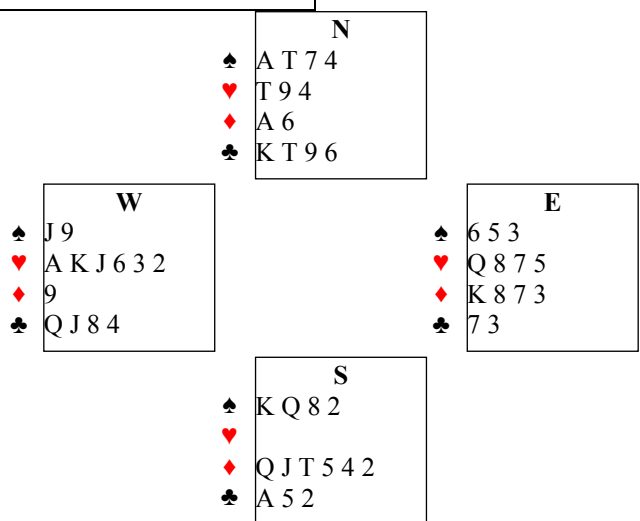 N
♠ A T 7 4
♥ T 9 4
♦ A 6
♣ K T 9 6
W
♠ J 9
♥ A K J 6 3 2
♦ 9
♣ Q J 8 4
E
♠ 6 5 3
♥ Q 8 7 5
♦ K 8 7 3
♣ 7 3
S
♠ K Q 8 2
♥
♦ Q J T 5 4 2
♣ A 5 2